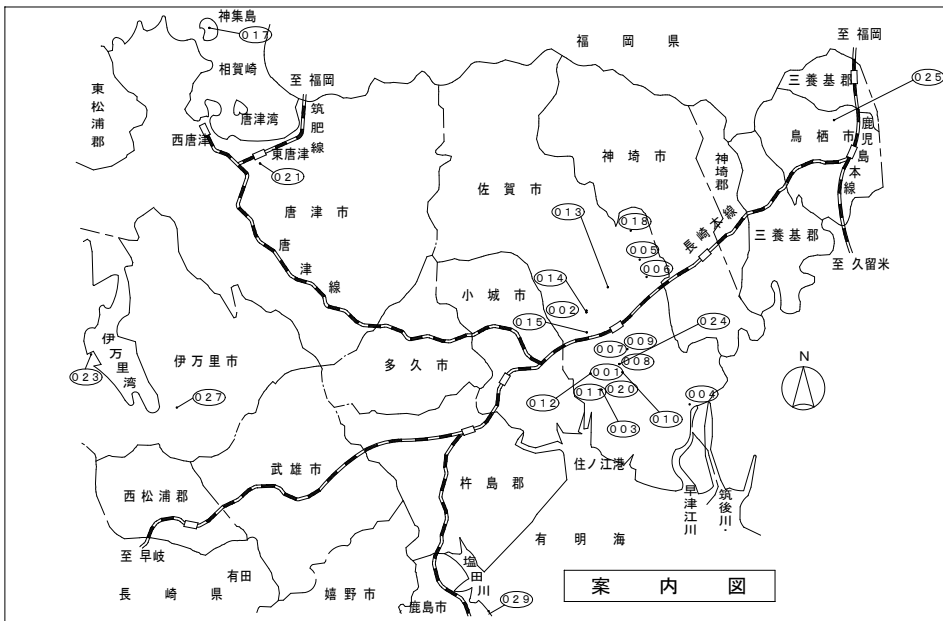 神集島
017
至 福岡
福岡県
相賀崎
至 福岡
三養基郡
025
東松浦郡
唐津湾
筑肥線
鳥栖市
鹿児島本線
西唐津
東唐津
神埼市
神埼郡
021
佐賀市
唐津市
013
018
長崎本線
三養基郡
005
至 久留米
006
唐津線
014
小城市
002
015
024
伊万里湾
009
007
伊万里市
多久市
008
N
023
001
027
012
011
020
010
004
003
武雄市
住ノ江港
西松浦郡
杵島郡
早津江川
筑後川・
有明海
至 早岐
塩田川
有田
案内図
長崎県
嬉野市
鹿島市
029